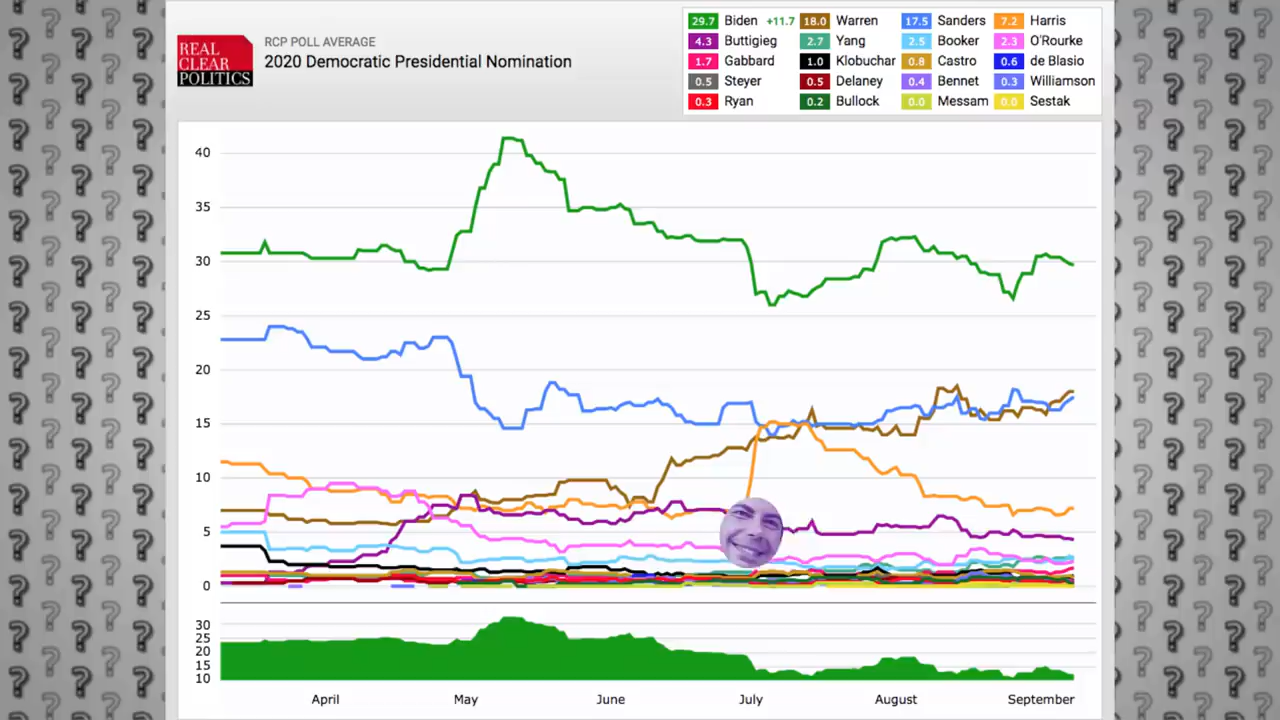 REAL
CLEAR
POLITICS
RCP POLL AVERAGE
2020 Democratic Presidential Nomination
29.7 Biden +11.7 18.0 Warren 17.5 Sanders 7.2 Harris
4.3 Buttigieg 2.7 Yang 2.5 Booker 2.3 O'Rourke
1.7 Gabbard 1.0 Klobuchar 0.8 Castro 0.6 de Blasio
0.5 Steyer 0.5 Delaney 0.4 Bennet 0.3 Williamson
0.3 Ryan 0.2 Bullock 0.0 Messam 0.0 Sestak
40
35
30
25
20
15
10
5
0
30
25
20
15
10
April May June July August September